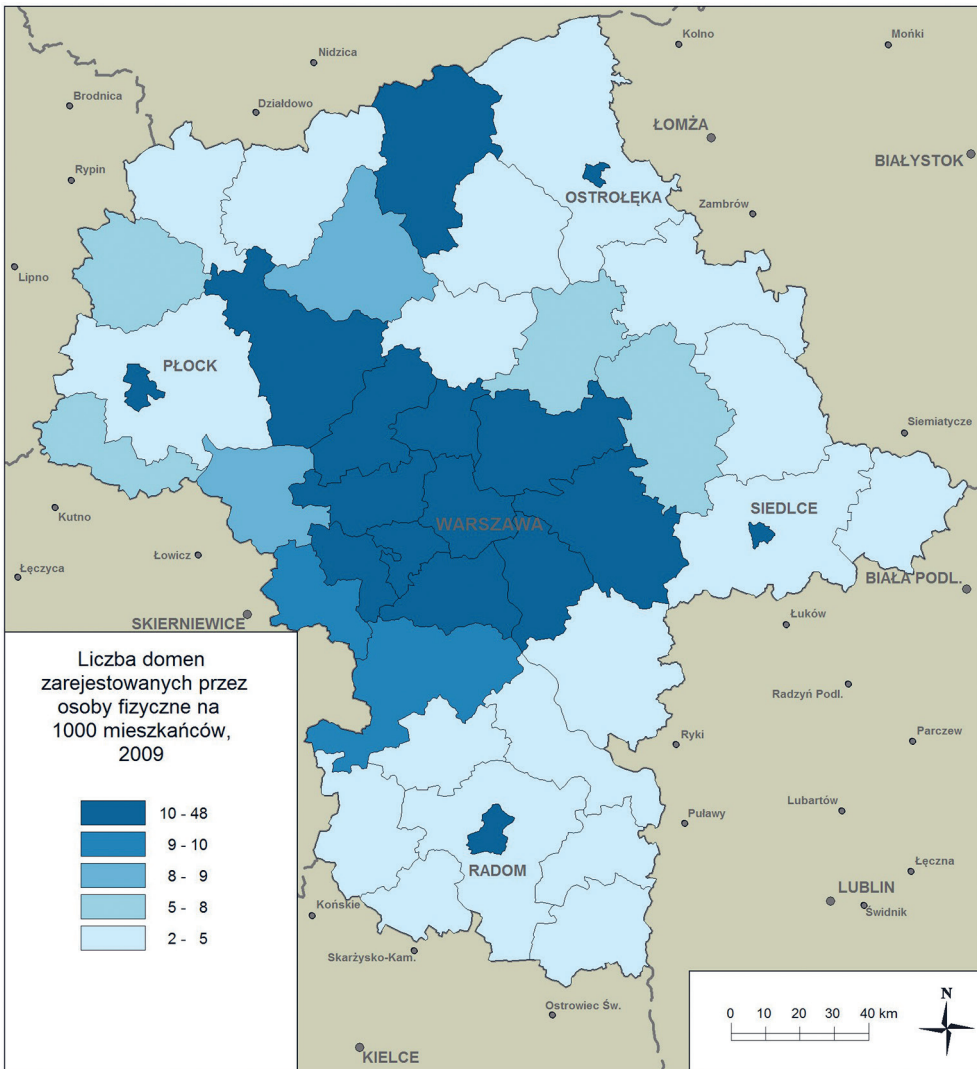 Kolno
Mońki
Nidzica
Brodnica
Działdowo
ŁOMŻA
BIAŁYSTOK
Rypin
OSTROŁĘKA
Zambrów
Lipno
PŁOCK
Siemiatycze
Kutno
SIEDLCE
WARSZAWA
Łowicz
Łęczyca
BIAŁA PODL.
SKIERNIEWICE
Łuków
Liczba domen
zarejestowanych przez
osoby fizyczne na
1000 mieszkańców,
2009
10 - 48
9 - 10
8 - 9
5 - 8
2 - 5
Radzyń Podl.
Ryki
Parczew
Puławy
Lubartów
RADOM
Łęczna
LUBLIN
Świdnik
Końskie
Skarżysko-Kam.
Ostrowiec Św.
KIELCE
N
0 10 20 30 40 km